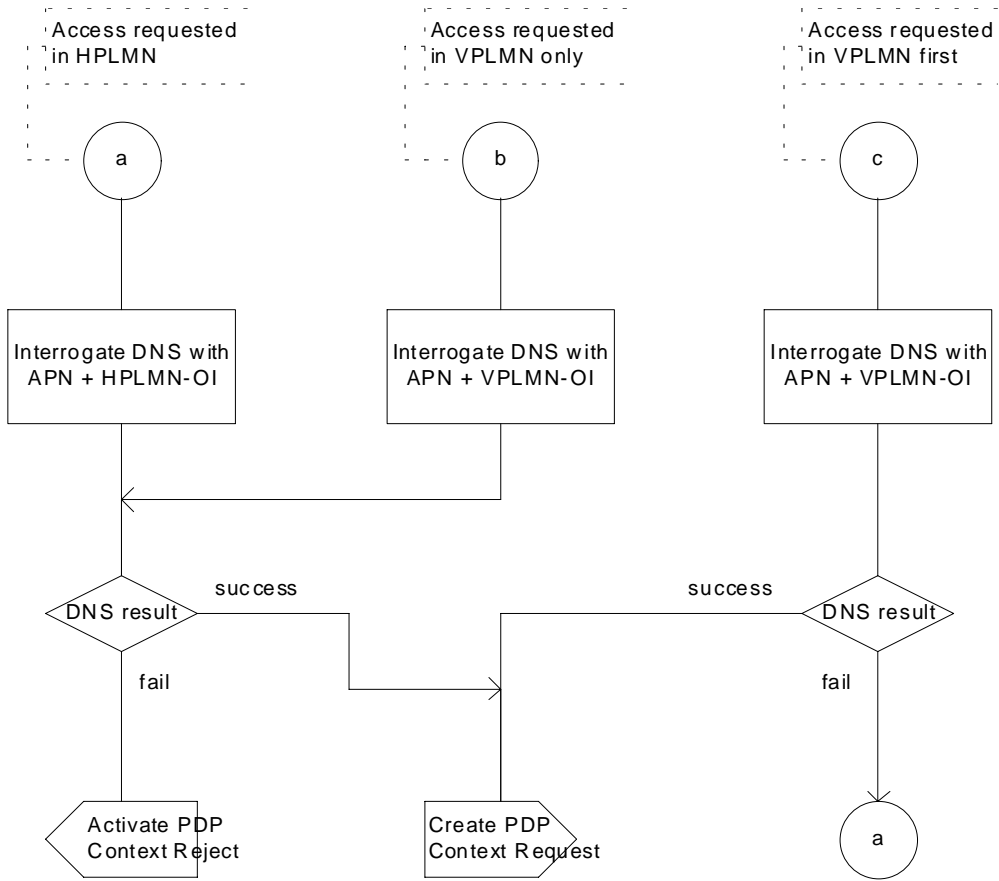 Access requested
in HPLMN
Access requested
in VPLMN only
Access requested
in VPLMN first
a
b
c
Interrogate DNS with
APN + HPLMN-OI
Interrogate DNS with
APN + VPLMN-OI
Interrogate DNS with
APN + VPLMN-OI
success
success
DNS result
DNS result
fail
fail
Activate PDP
Context Reject
Create PDP
Context Request
a